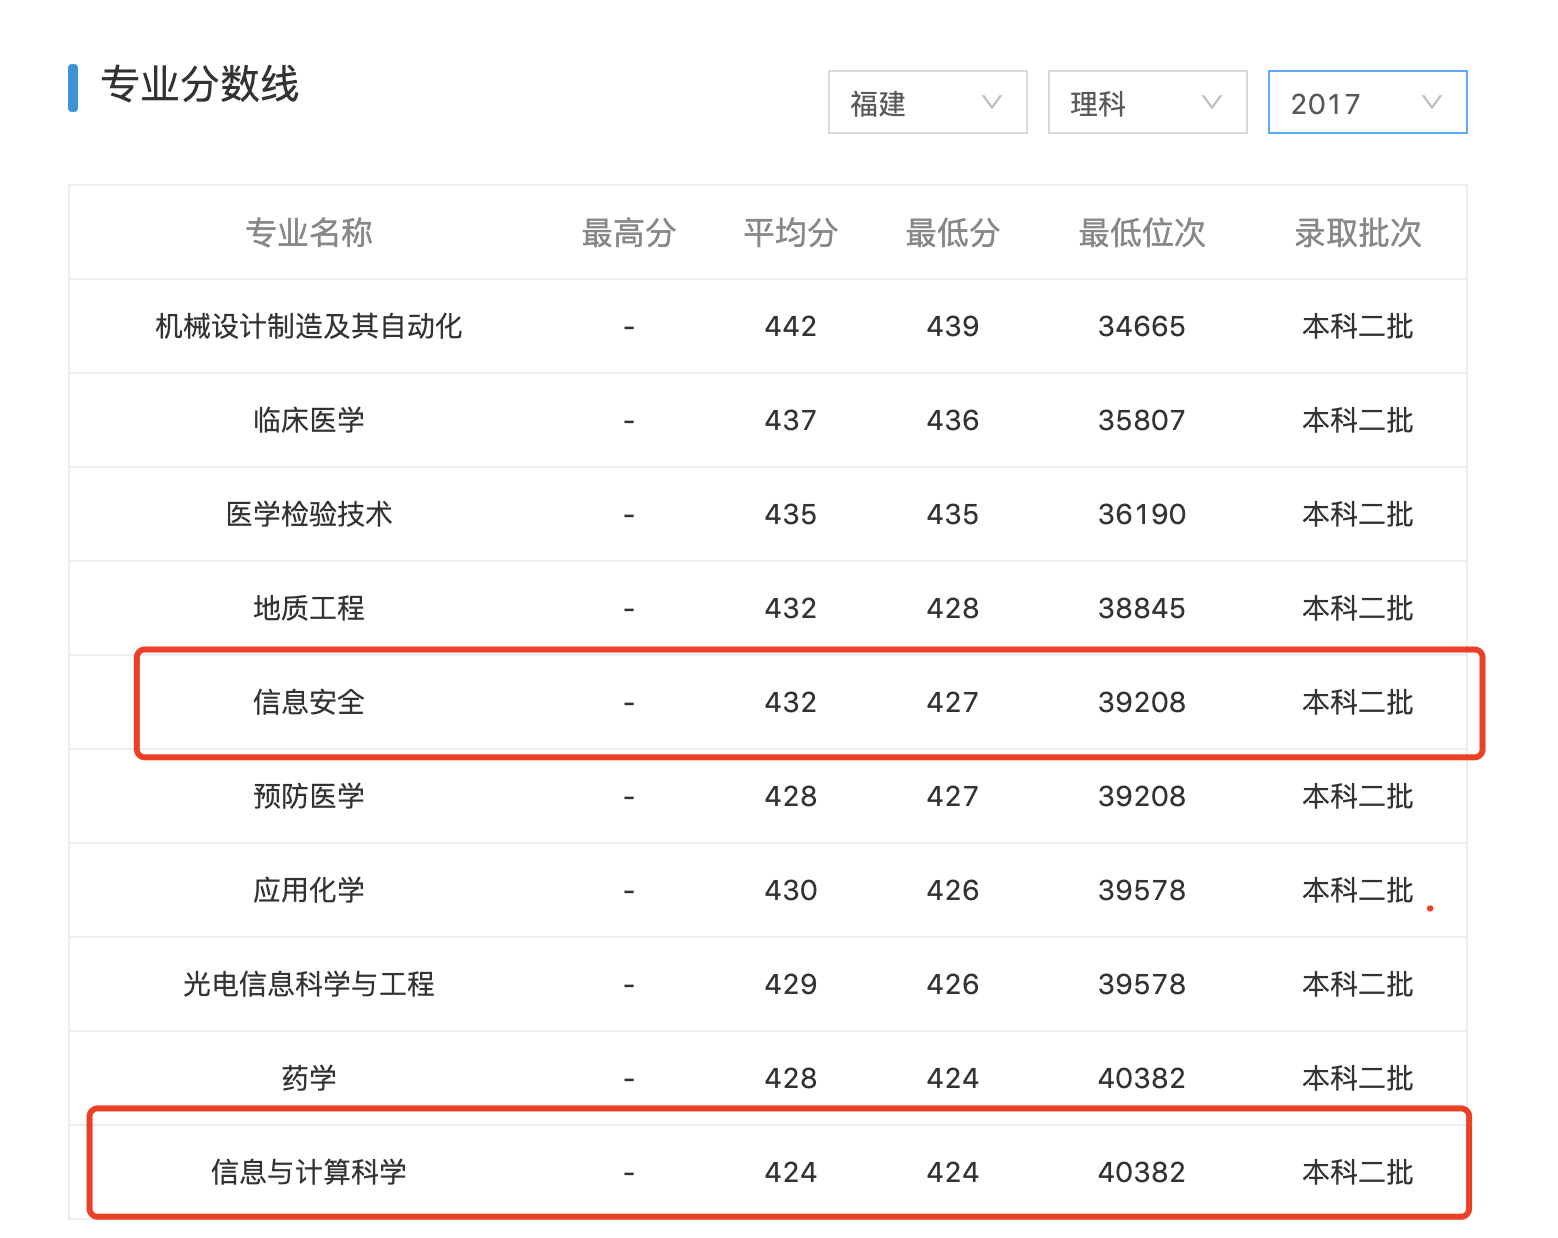 专业分数线
福建 理科 2017
专业名称 最高分 平均分 最低分 最低位次 录取批次
机械设计制造及其自动化 - 442 439 34665 本科二批
临床医学 - 437 436 35807 本科二批
医学检验技术 - 435 435 36190 本科二批
地质工程 - 432 428 38845 本科二批
信息安全 - 432 427 39208 本科二批
预防医学 - 428 427 39208 本科二批
应用化学 - 430 426 39578 本科二批
光电信息科学与工程 - 429 426 39578 本科二批
药学 - 428 424 40382 本科二批
信息与计算科学 - 424 424 40382 本科二批